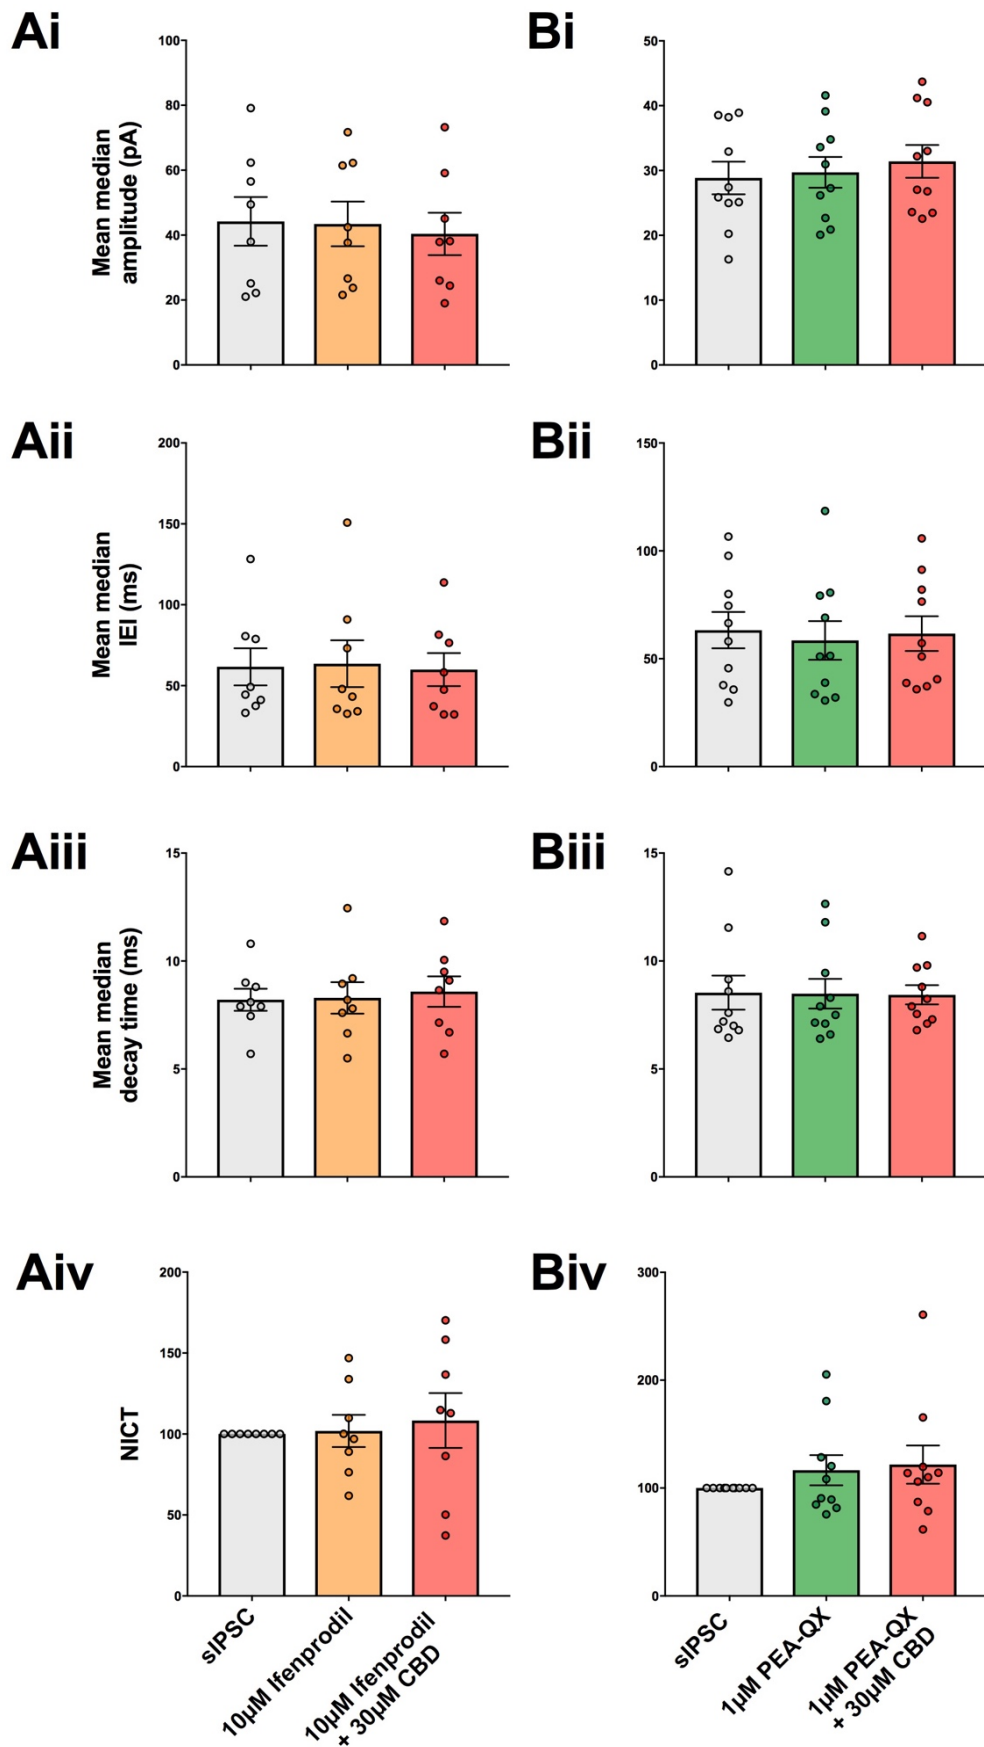 Ai
Mean median
amplitude (pA)
100
80
60
40
20
0
Bi
50
40
30
20
10
0
Aii
Mean median
IEI (ms)
200
150
100
50
0
Bii
150
100
50
0
Aiii
Mean median
decay time (ms)
15
10
5
0
Biii
15
10
5
0
Aiv
NICT
200
150
100
50
0
sIPSC
10µM Ifenprodil
10µM Ifenprodil
+ 30µM CBD
Biv
300
200
100
0
sIPSC
1µM PEA-QX
1µM PEA-QX
+ 30µM CBD